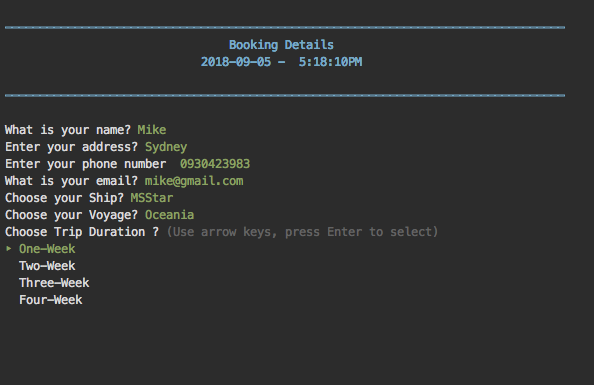 Booking Details
2018-09-05 -  5:18:10PM
What is your name? Mike
Enter your address? Sydney
Enter your phone number  0930423983
What is your email? mike@gmail.com
Choose your Ship? MSStar
Choose your Voyage? Oceania
Choose Trip Duration ? (Use arrow keys, press Enter to select)
‣ One-Week
Two-Week
Three-Week
Four-Week